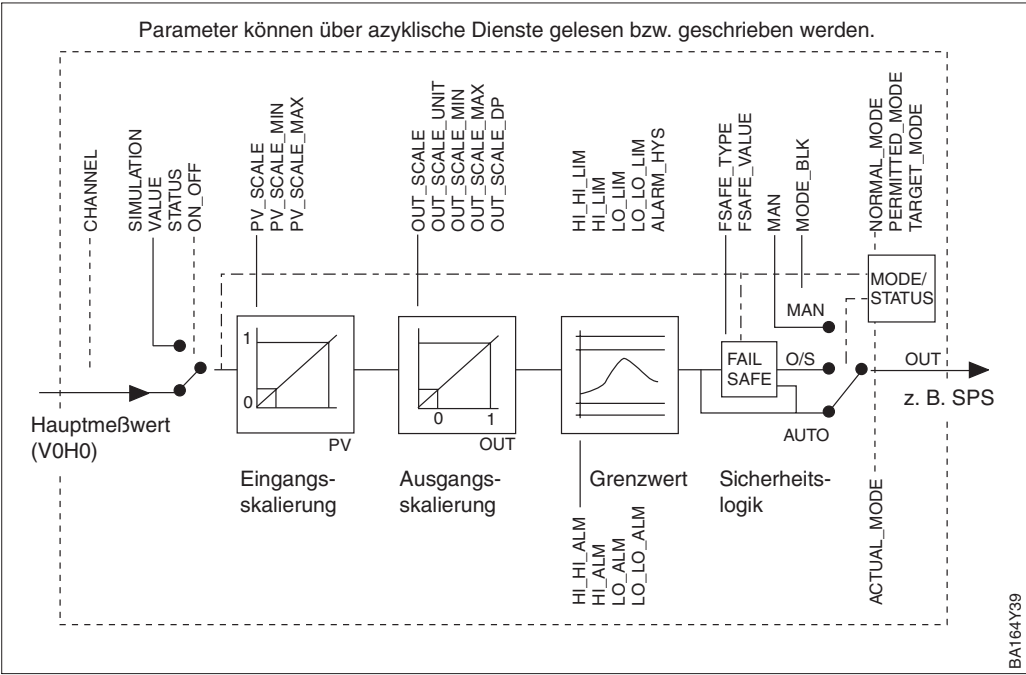 Parameter können über azyklische Dienste gelesen bzw. geschrieben werden.
CHANNEL
SIMULATION
VALUE
STATUS
ON_OFF
PV_SCALE
PV_SCALE_MIN
PV_SCALE_MAX
OUT_SCALE
OUT_SCALE_UNIT
OUT_SCALE_MIN
OUT_SCALE_MAX
OUT_SCALE_DP
HI_HI_LIM
HI_LIM
LO_LIM
LO_LO_LIM
ALARM_HYS
FSAFE_TYPE
FSAFE_VALUE
MAN
MODE_BLK
NORMAL_MODE
PERMITTED_MODE
TARGET_MODE
MODE/
STATUS
MAN
1
0
PV
0
1
OUT
FAIL
SAFE
O/S
AUTO
OUT
z. B. SPS
Hauptmeßwert
(V0H0)
Eingangs-
skalierung
Ausgangs-
skalierung
Grenzwert
Sicherheits-
logik
HI_HI_ALM
HI_ALM
LO_ALM
LO_LO_ALM
ACTUAL_MODE
BA164Y39